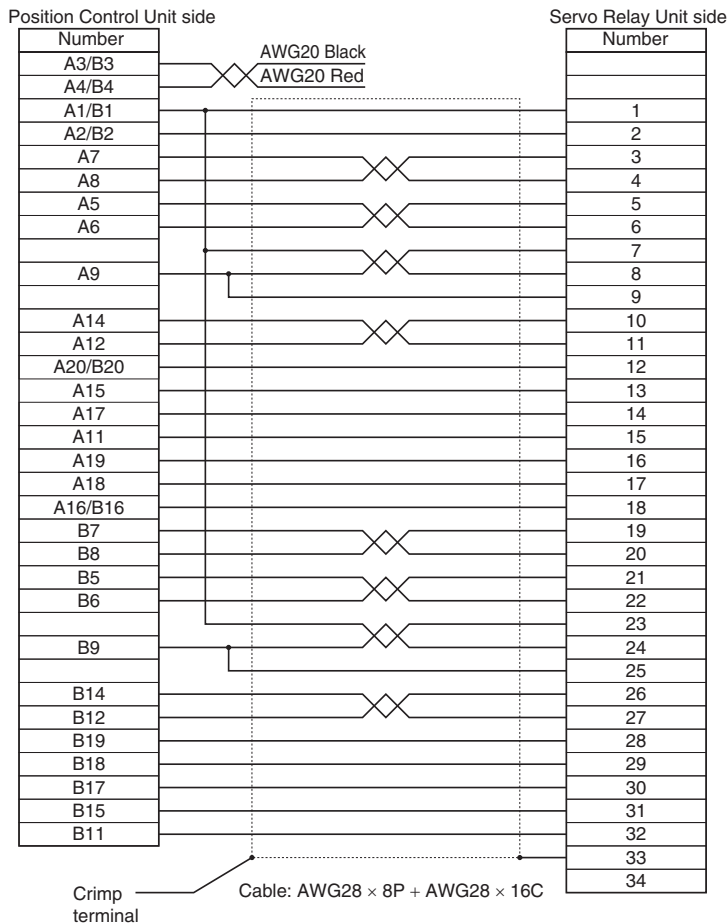 Position Control Unit side Servo Relay Unit side
Number Number
A3/B3 AWG20 Black
A4/B4 AWG20 Red
A1/B1 1
A2/B2 2
A7 3
A8 4
A5 5
A6 6
7
A9 8
9
A14 10
A12 11
A20/B20 12
A15 13
A17 14
A11 15
A19 16
A18 17
A16/B16 18
B7 19
B8 20
B5 21
B6 22
23
B9 24
25
B14 26
B12 27
B19 28
B18 29
B17 30
B15 31
B11 32
33
34
Crimp terminal
Cable: AWG28 × 8P + AWG28 × 16C